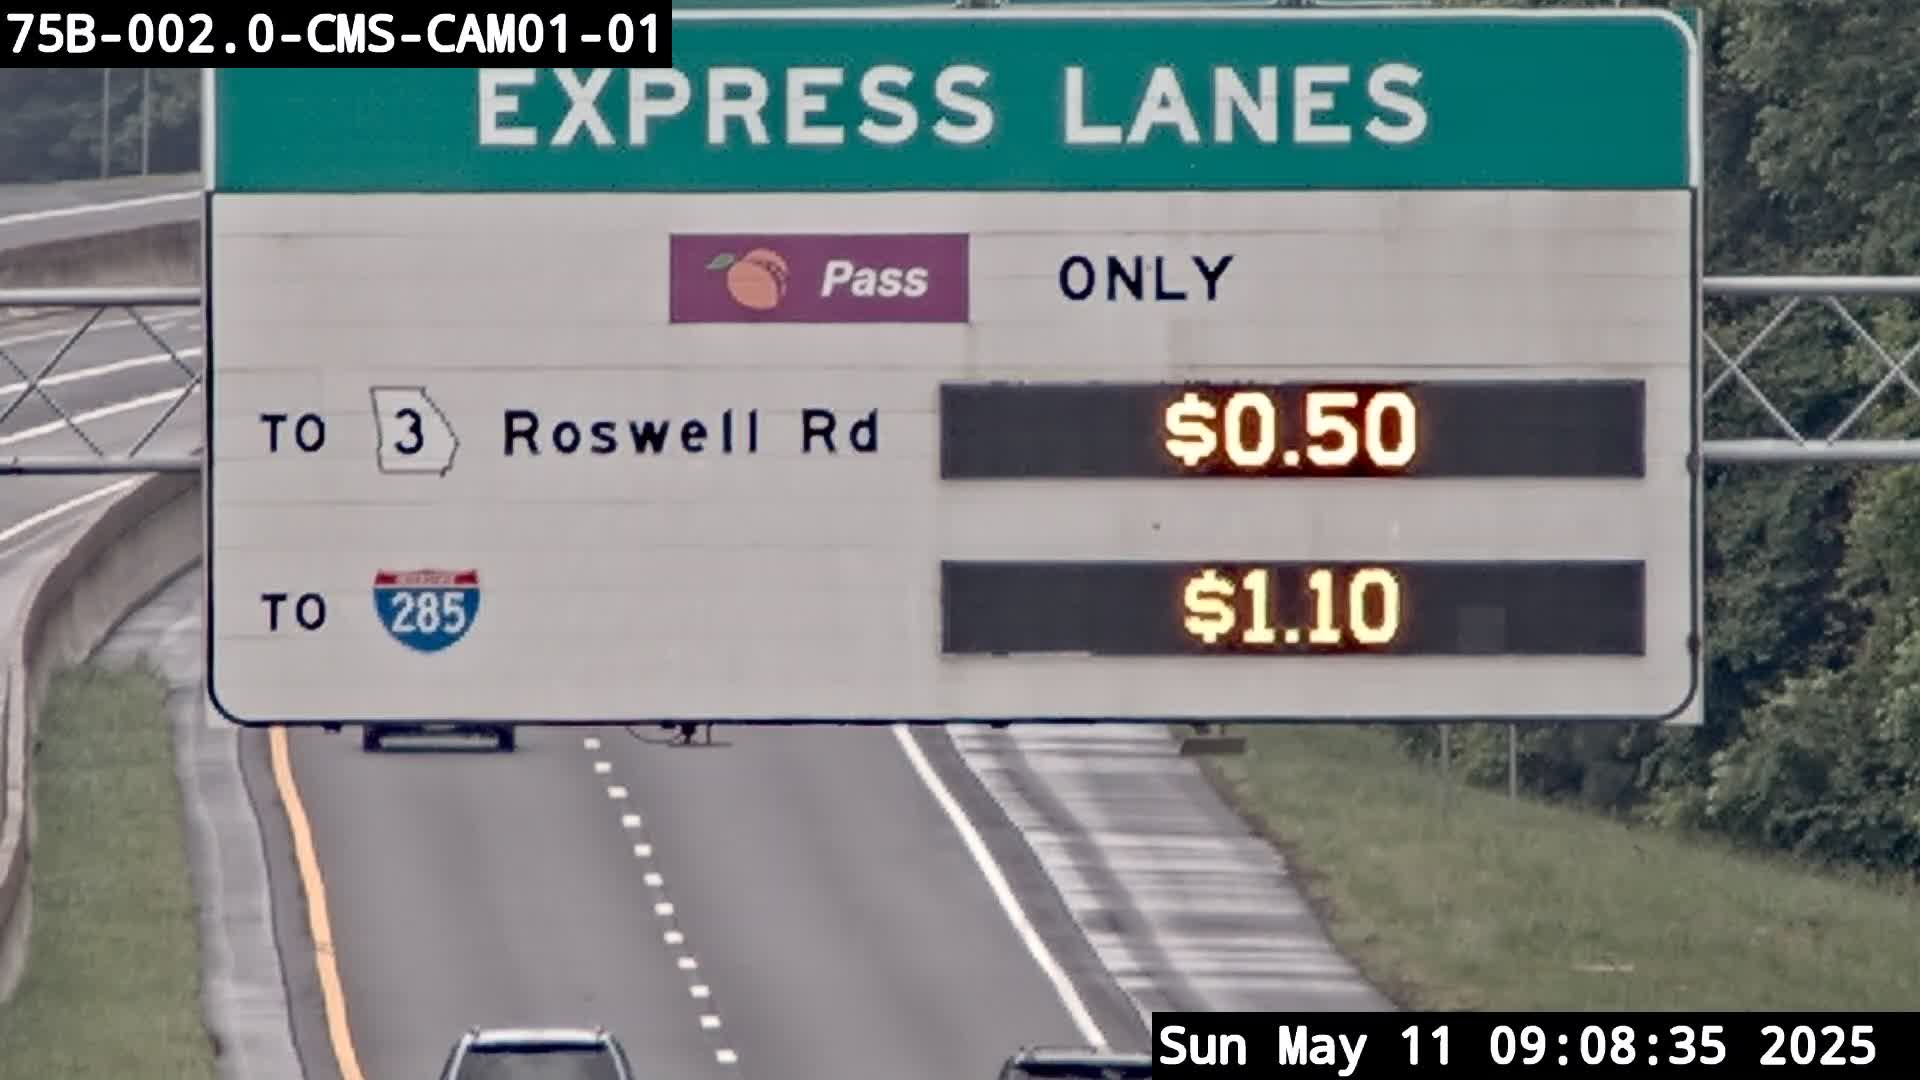 75B-002.0-CMS-CAM01-01
EXPRESS LANES
Pass ONLY
TO 3 Roswell Rd $0.50
TO 285 $1.10
Sun May 11 09:08:35 2025